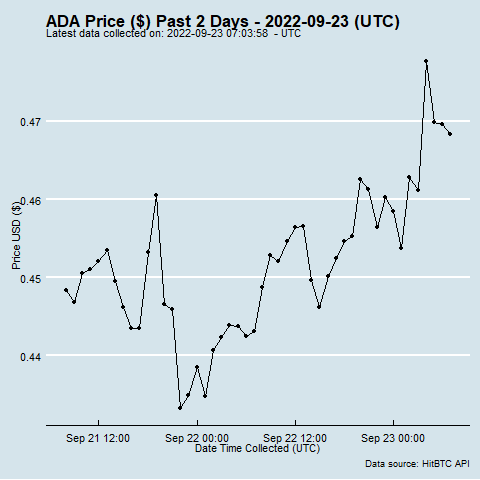 ADA Price ($) Past 2 Days - 2022-09-23 (UTC)
Latest data collected on: 2022-09-23 07:03:58  - UTC
0.47
0.46
0.45
0.44
Price USD ($)
Sep 21 12:00
Sep 22 00:00
Sep 22 12:00
Sep 23 00:00
Date Time Collected (UTC)
Data source: HitBTC API